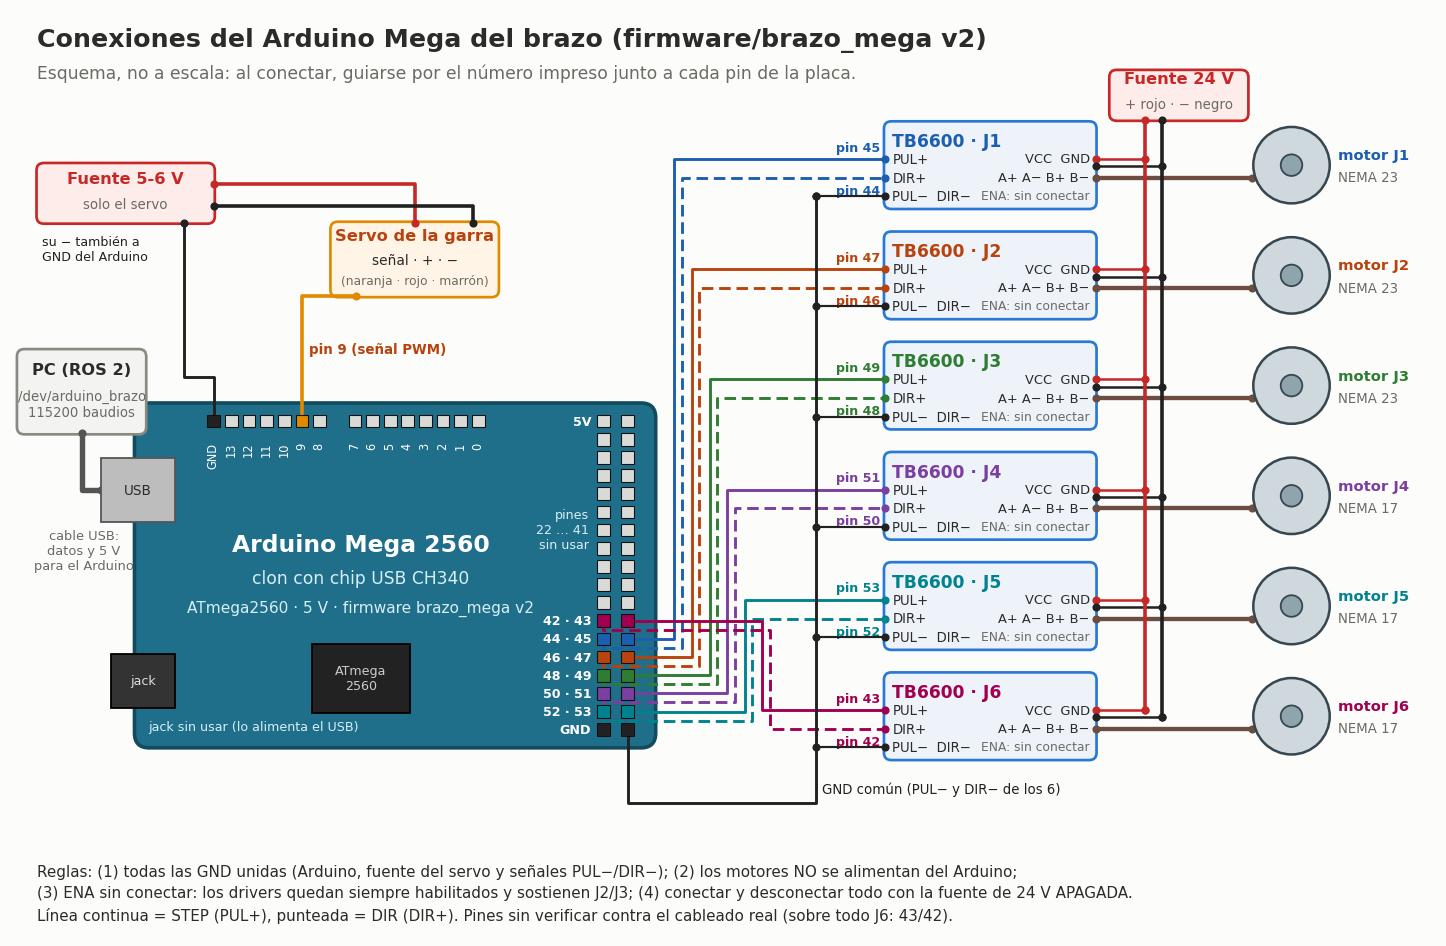 Conexiones del Arduino Mega del brazo (firmware/brazo_mega v2)
Esquema, no a escala: al conectar, guiarse por el número impreso junto a cada pin de la placa.
Fuente 24 V
+ rojo · − negro
Fuente 5-6 V
solo el servo
su − también a
GND del Arduino
Servo de la garra
señal · + · −
(naranja · rojo · marrón)
pin 9 (señal PWM)
PC (ROS 2)
/dev/arduino_brazo
115200 baudios
USB
cable USB:
datos y 5 V
para el Arduino
GND
13
12
11
10
9
8
7
6
5
4
3
2
1
0
5V
pines
22 ... 41
sin usar
Arduino Mega 2560
clon con chip USB CH340
ATmega2560 · 5 V · firmware brazo_mega v2
42 · 43
44 · 45
46 · 47
48 · 49
50 · 51
52 · 53
GND
ATmega
2560
jack
jack sin usar (lo alimenta el USB)
pin 45
pin 44
TB6600 · J1
PUL+
VCC GND
DIR+
A+ A− B+ B−
PUL− DIR−
ENA: sin conectar
motor J1
NEMA 23
pin 47
pin 46
TB6600 · J2
PUL+
VCC GND
DIR+
A+ A− B+ B−
PUL− DIR−
ENA: sin conectar
motor J2
NEMA 23
pin 49
pin 48
TB6600 · J3
PUL+
VCC GND
DIR+
A+ A− B+ B−
PUL− DIR−
ENA: sin conectar
motor J3
NEMA 23
pin 51
pin 50
TB6600 · J4
PUL+
VCC GND
DIR+
A+ A− B+ B−
PUL− DIR−
ENA: sin conectar
motor J4
NEMA 17
pin 53
pin 52
TB6600 · J5
PUL+
VCC GND
DIR+
A+ A− B+ B−
PUL− DIR−
ENA: sin conectar
motor J5
NEMA 17
pin 43
pin 42
TB6600 · J6
PUL+
VCC GND
DIR+
A+ A− B+ B−
PUL− DIR−
ENA: sin conectar
motor J6
NEMA 17
GND común (PUL− y DIR− de los 6)
Reglas: (1) todas las GND unidas (Arduino, fuente del servo y señales PUL−/DIR−); (2) los motores NO se alimentan del Arduino;
(3) ENA sin conectar: los drivers quedan siempre habilitados y sostienen J2/J3; (4) conectar y desconectar todo con la fuente de 24 V APAGADA.
Línea continua = STEP (PUL+), punteada = DIR (DIR+). Pines sin verificar contra el cableado real (sobre todo J6: 43/42).